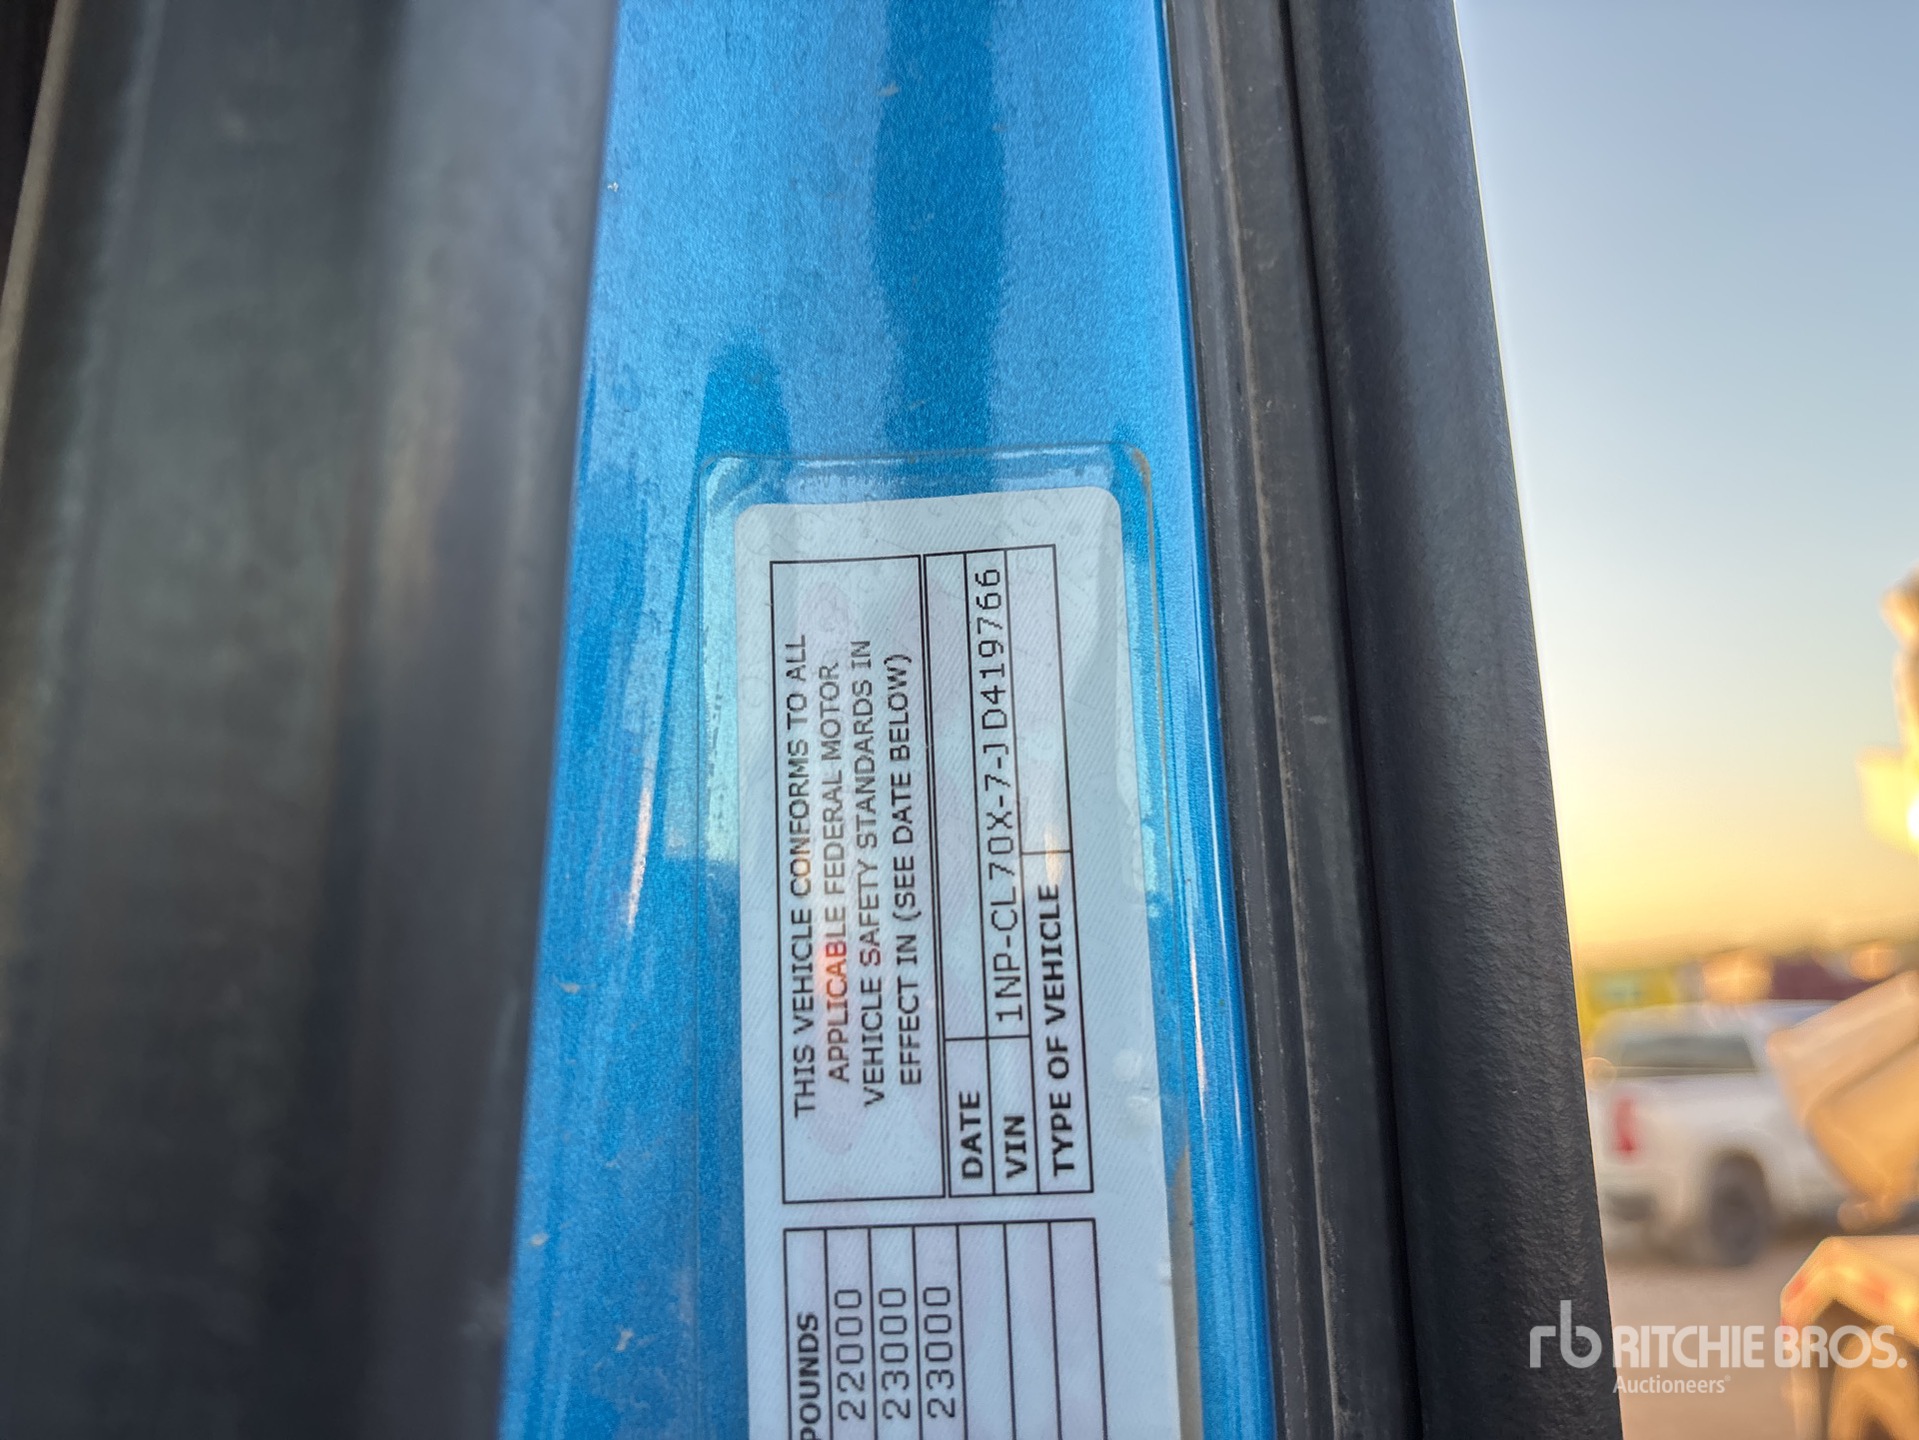 THIS VEHICLE CONFORMS TO ALL
APPLICABLE FEDERAL MOTOR
VEHICLE SAFETY STANDARDS IN
EFFECT IN (SEE DATE BELOW)
DATE
VIN 1NP-CL70X-7-JD419766
TYPE OF VEHICLE
POUNDS
22000
23000
23000
rb RITCHIE BROS.
Auctioneers